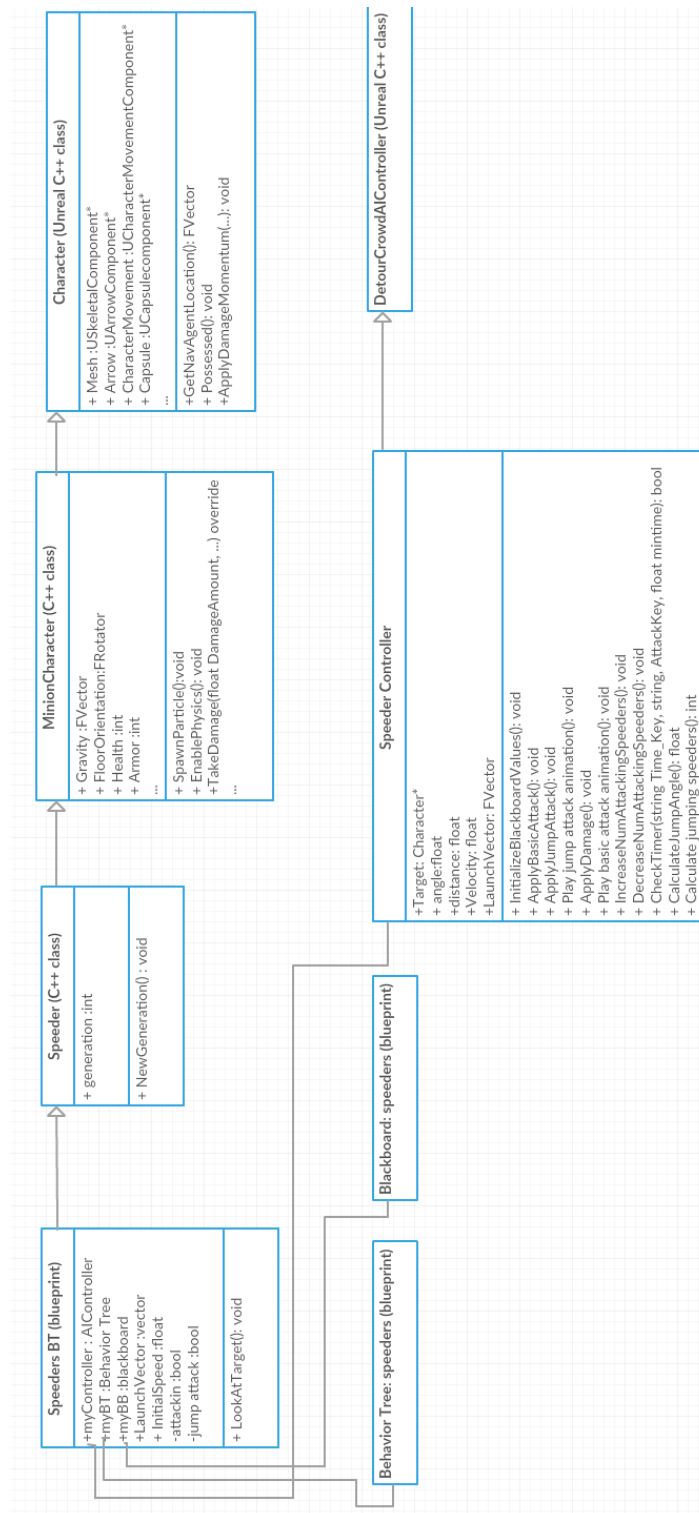 Speeders BT (blueprint)
+myController : AIController
+myBT :Behavior Tree
+myBB :blackboard
+LaunchVector :vector
+ InitialSpeed :float
-attackin :bool
-jump attack :bool
+ LookAtTarget(): void
Speeder (C++ class)
+ generation :int
+ NewGeneration() : void
MinionCharacter (C++ class)
+ Gravity :FVector
+ FloorOrientation:FRotator
+ Health :int
+ Armor :int
...
+ SpawnParticle():void
+ EnablePhysics(): void
+TakeDamage(float DamageAmount, ...) override
...
Character (Unreal C++ class)
+ Mesh :USkeletalComponent*
+ Arrow :UArrowComponent*
+ CharacterMovement :UCharacterMovementComponent*
+ Capsule :UCapsulecomponent*
...
+GetNavAgentLocation(): FVector
+ Possessed(): void
+ApplyDamageMomentum(...): void
Behavior Tree: speeders (blueprint)
Blackboard: speeders (blueprint)
Speeder Controller
+Target: Character*
+ angle:float
+distance: float
+Velocity: float
+LaunchVector: FVector
+ InitializeBlackboardValues(): void
+ ApplyBasicAttack(): void
+ ApplyJumpAttack(): void
+ Play jump attack animation(): void
+ ApplyDamage(): void
+ Play basic attack animation(): void
+ IncreaseNumAttackingSpeeders(): void
+ DecreaseNumAttackingSpeeders(): void
+ CheckTimer(string Time_Key, string, AttackKey, float mintime): bool
+ CalculateJumpAngle(): float
+ Calculate jumping speeders(): int
DetourCrowdAIController (Unreal C++ class)